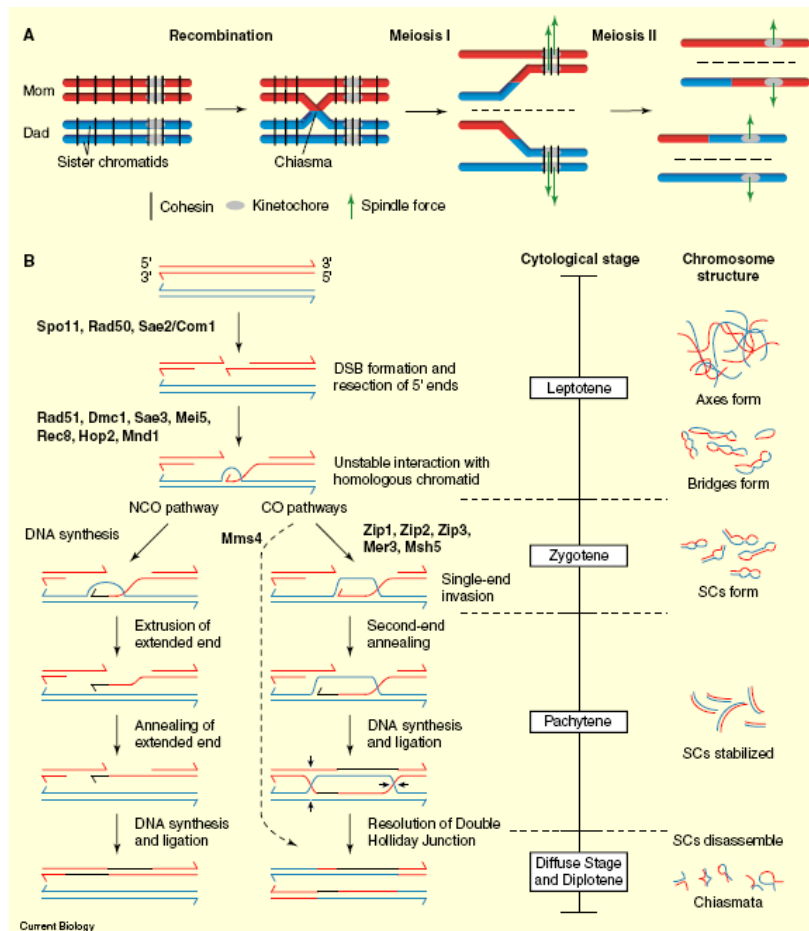 A
Recombination
Meiosis I
Meiosis II
Mom
Dad
Sister chromatids
Chiasma
Cohesin
Kinetochore
Spindle force
B
5' 3'
3' 5'
Spo11, Rad50, Sae2/Com1
DSB formation and
resection of 5' ends
Rad51, Dmc1, Sae3, Mei5,
Rec8, Hop2, Mnd1
Unstable interaction with
homologous chromatid
NCO pathway
CO pathways
DNA synthesis
Mms4
Zip1, Zip2, Zip3,
Mer3, Msh5
Single-end
invasion
Extrusion of
extended end
Second-end
annealing
Annealing of
extended end
DNA synthesis
and ligation
DNA synthesis
and ligation
Resolution of Double
Holliday Junction
Cytological stage
Leptotene
Zygotene
Pachytene
Diffuse Stage
and Diplotene
Chromosome
structure
Axes form
Bridges form
SCs form
SCs stabilized
SCs disassemble
Chiasmata
Current Biology